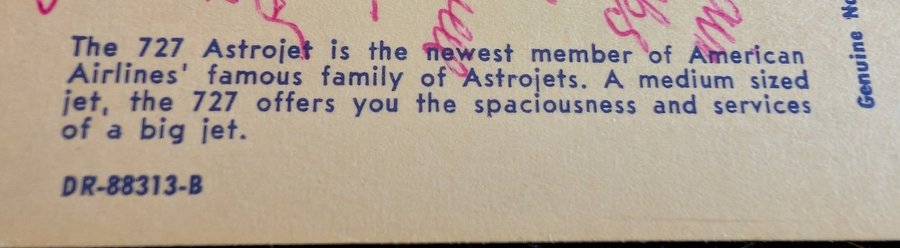 The 727 Astrojet is the newest member of American
Airlines' famous family of Astrojets. A medium sized
jet, the 727 offers you the spaciousness and services
of a big jet.
DR-88313-B
Genuine